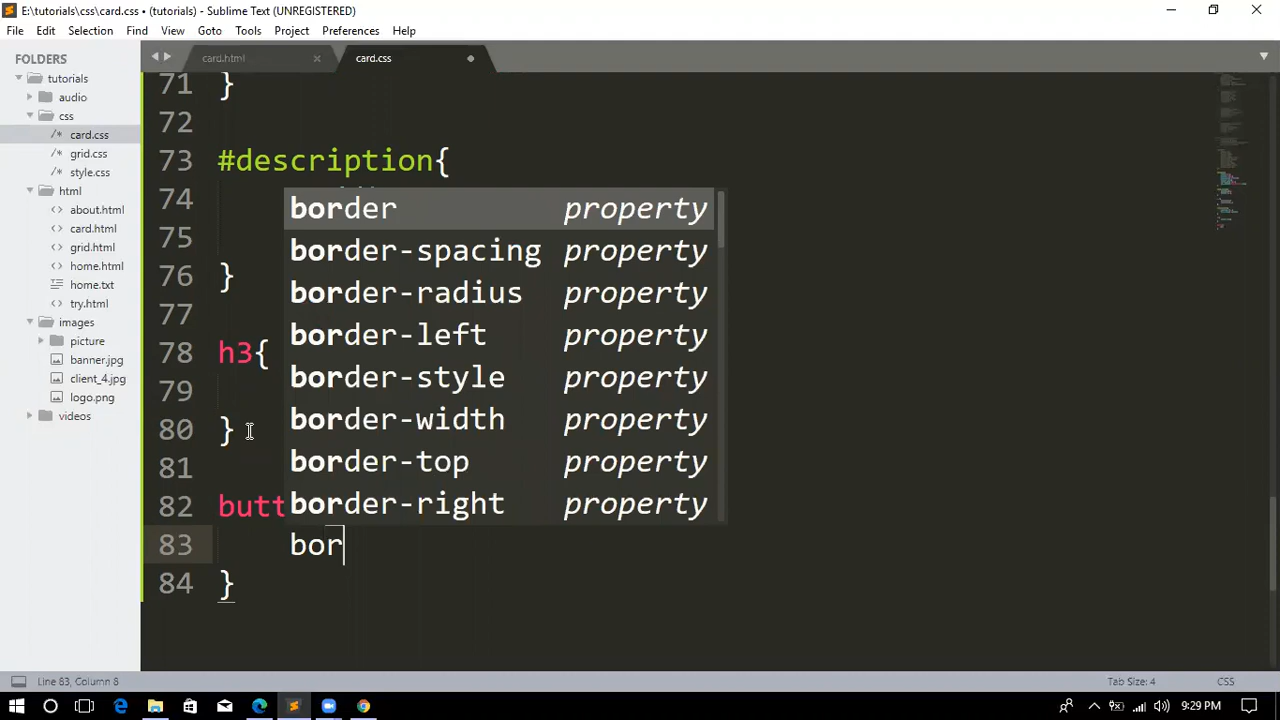 E:\tutorials\css\card.css • (tutorials) - Sublime Text (UNREGISTERED)
File Edit Selection Find View Goto Tools Project Preferences Help
FOLDERS
tutorials
audio
css
/* card.css
/* grid.css
/* style.css
html
<> about.html
<> card.html
<> grid.html
<> home.html
home.txt
<> try.html
images
picture
banner.jpg
client_4.jpg
logo.png
videos
card.html ×
card.css
71 }
72
73 #description{
74
75
76 }
77
78 h3{
79
80 }
81
82 butt
83 bor
84 }
border property
border-spacing property
border-radius property
border-left property
border-style property
border-width property
border-top property
border-right property
Line 83, Column 8
Tab Size: 4
CSS
9:29 PM